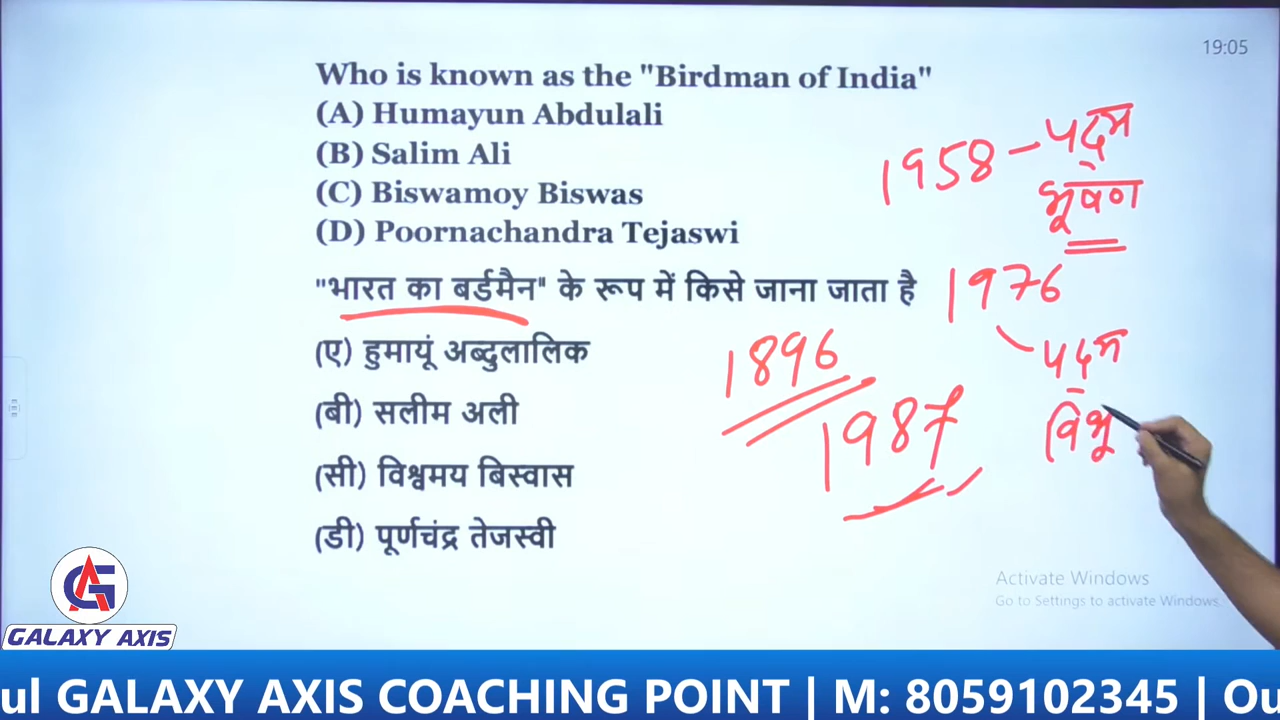 19:05
Who is known as the "Birdman of India"
(A) Humayun Abdulali
(B) Salim Ali
(C) Biswamoy Biswas
(D) Poornachandra Tejaswi
"भारत का बर्डमैन" के रूप में किसे जाना जाता है
(ए) हुमायूं अब्दुलालिक
(बी) सलीम अली
(सी) विश्वमय बिस्वास
(डी) पूर्णचंद्र तेजस्वी
1958 – पद्म
भूषण
1976
पद्म
विभू
1896
1987
Activate Windows
Go to Settings to activate Windows.
AG
GALAXY AXIS
ul GALAXY AXIS COACHING POINT | M: 8059102345 | Ou